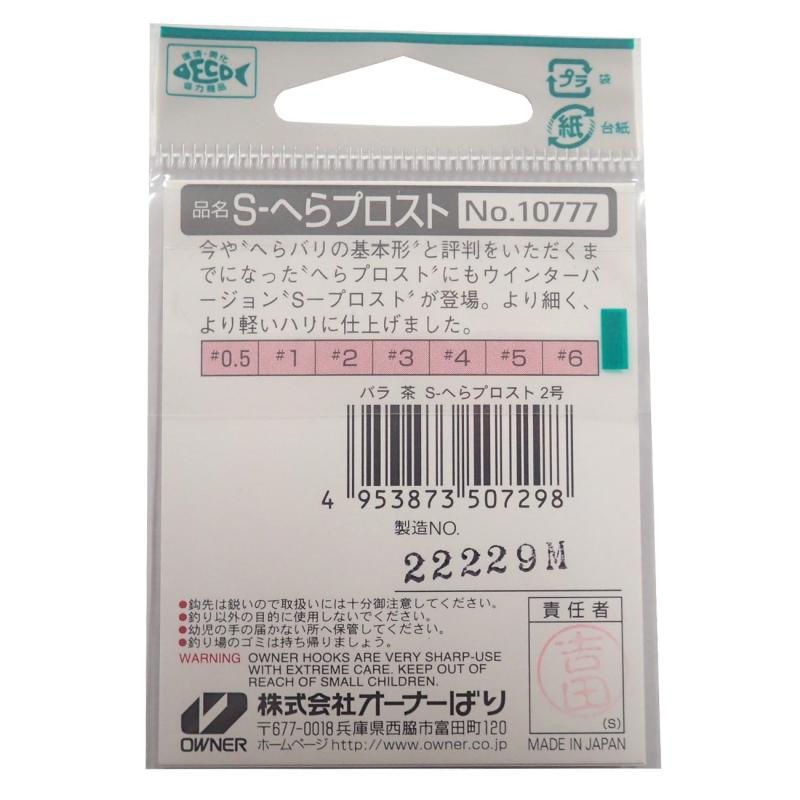 環境・美化
ECO
協力商品
プラ 袋
紙 台紙
品名 S-へらプロスト No.10777
今や〝へらバリの基本形〟と評判をいただくま
でになった〝へらプロスト〟にもウインターバ
ージョン〝S-プロスト〟が登場。より細く、
より軽いハリに仕上げました。
#0.5 #1 #2 #3 #4 #5 #6
バラ 茶 S-へらプロスト 2号
4 953873 507298
製造NO.
22229M
●鈎先は鋭いので取扱いには十分御注意してください。
●釣り以外の目的に使用しないでください。
●幼児の手の届かない所へ保管してください。
●釣り場のゴミは持ち帰りましょう。
WARNING OWNER HOOKS ARE VERY SHARP-USE
WITH EXTREME CARE. KEEP OUT OF
REACH OF SMALL CHILDREN.
責任者
吉田
(S)
MADE IN JAPAN
OWNER
株式会社オーナーばり
〒677-0018兵庫県西脇市富田町120
ホームページ http://www.owner.co.jp